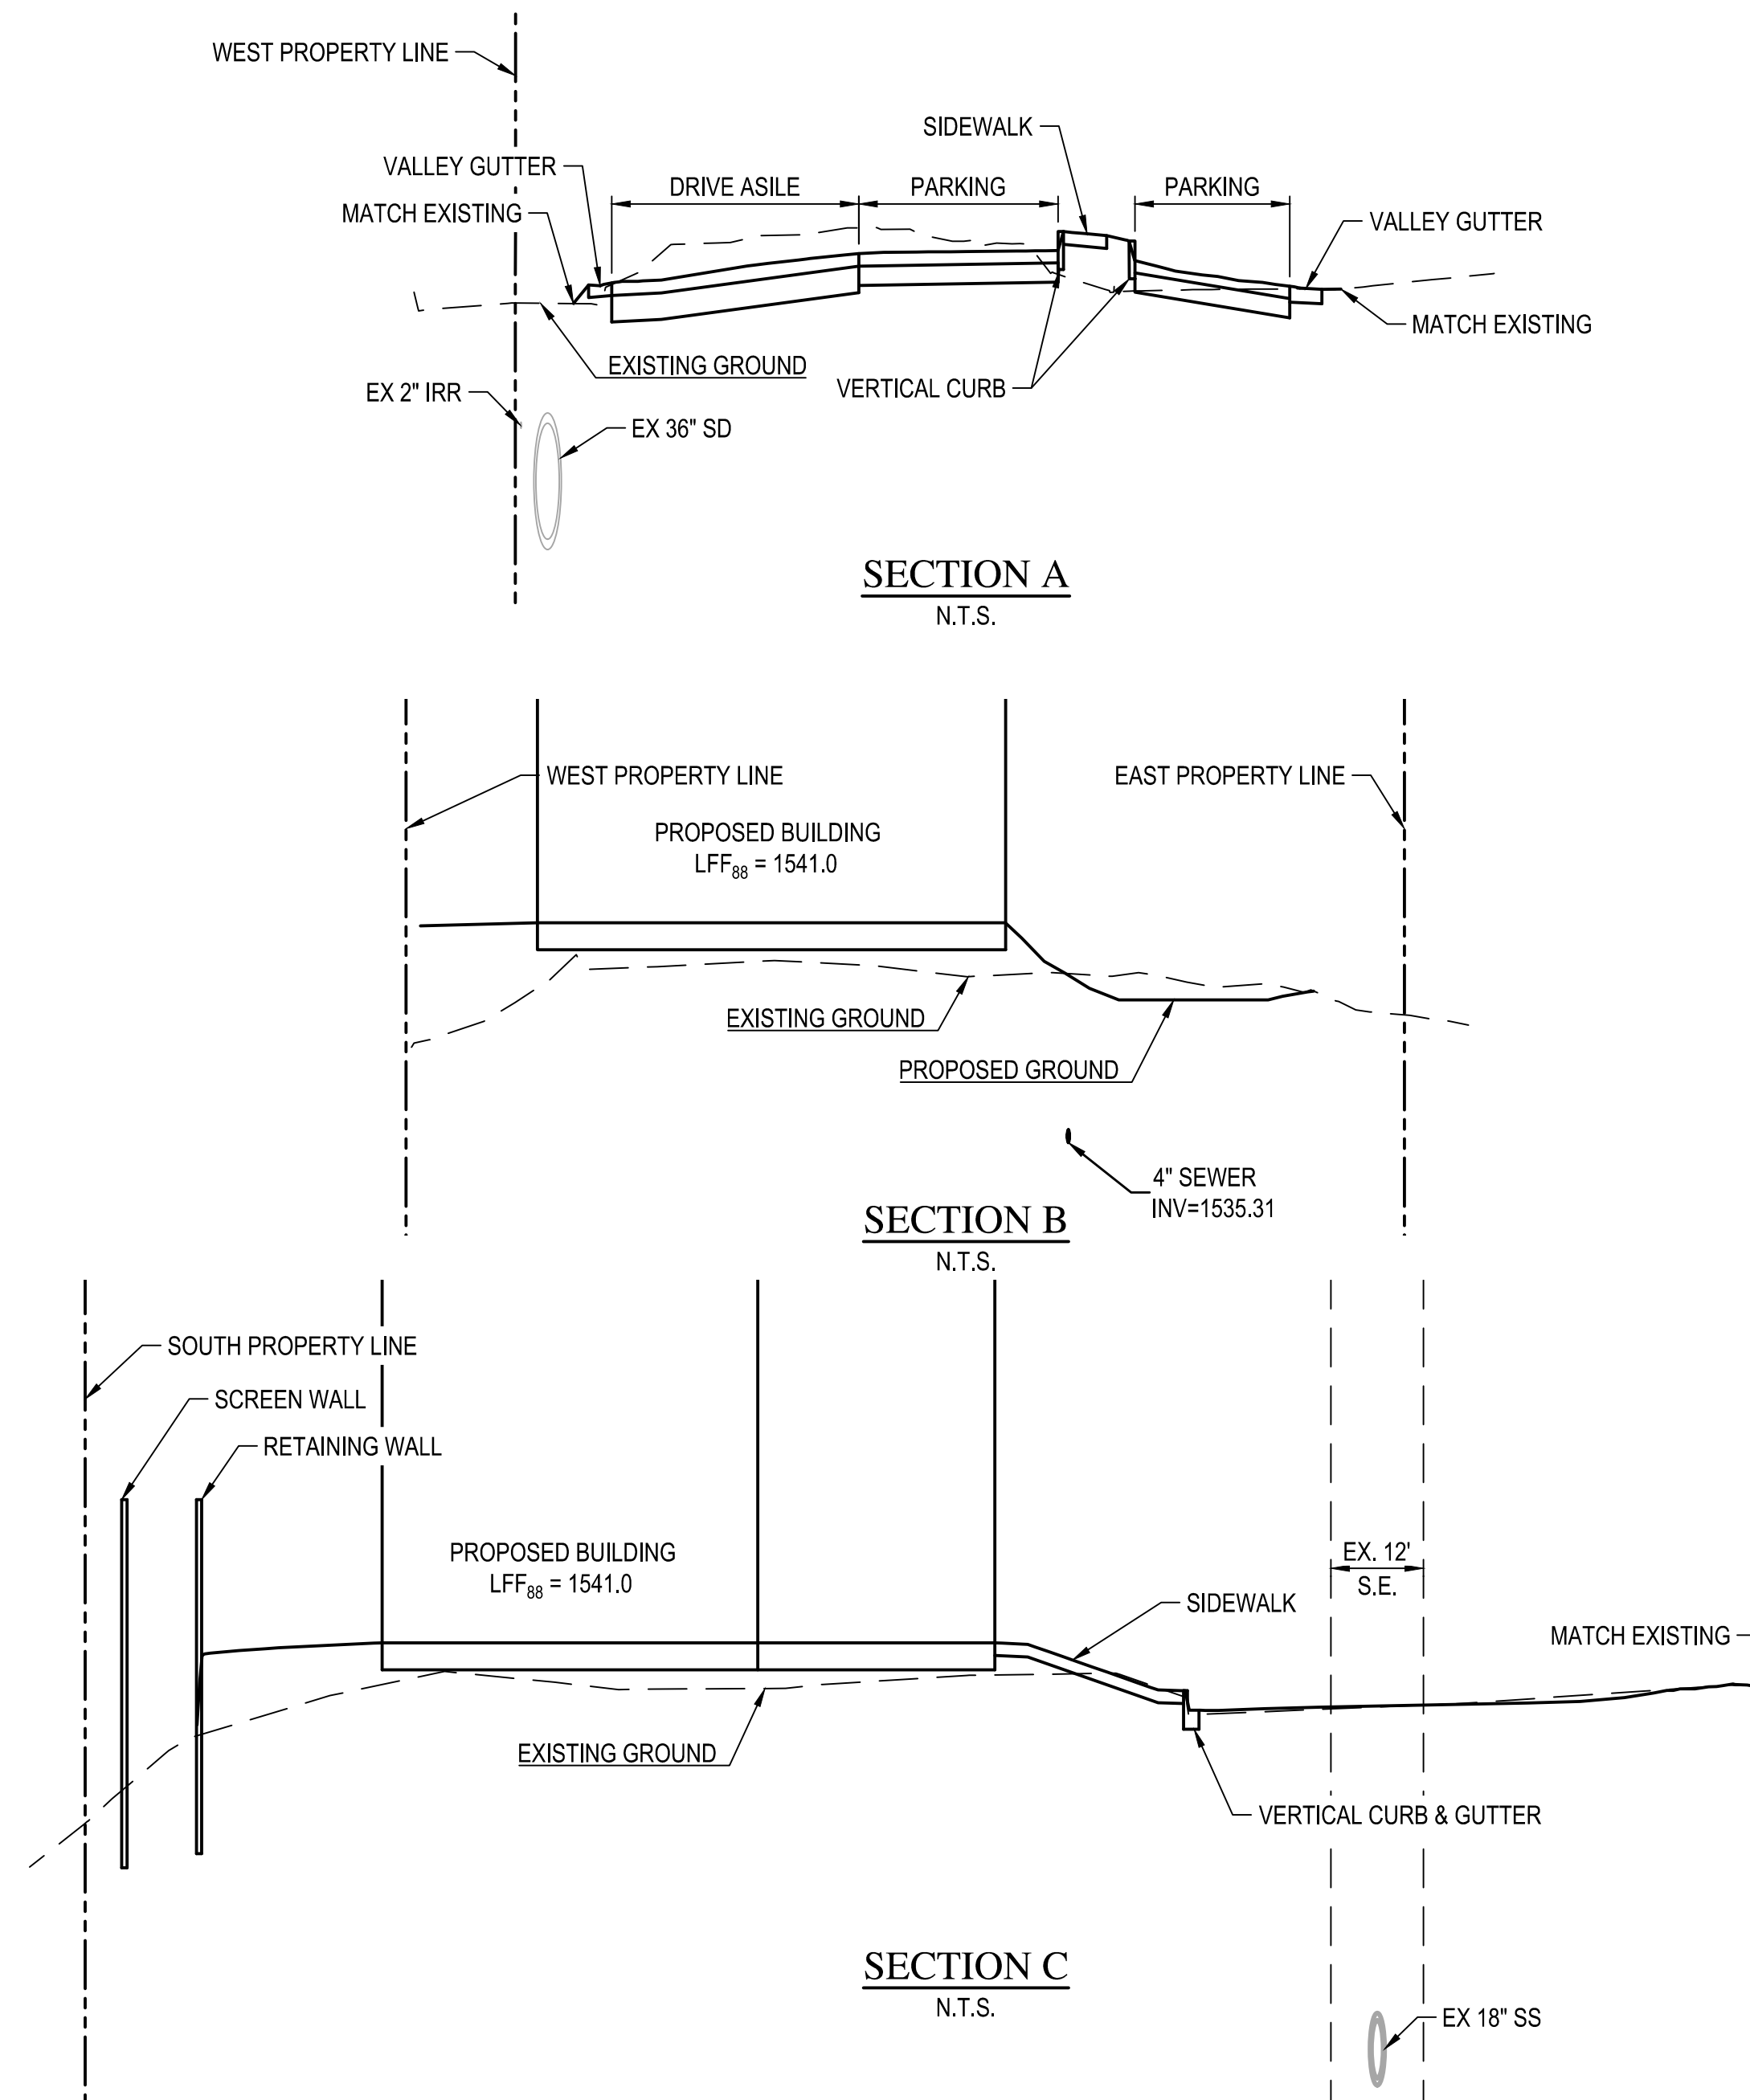 WEST PROPERTY LINE
SIDEWALK
VALLEY GUTTER
DRIVE ASILE
PARKING
PARKING
MATCH EXISTING
VALLEY GUTTER
MATCH EXISTING
EXISTING GROUND
VERTICAL CURB
EX 2" IRR
EX 36" SD
SECTION A
N.T.S.
WEST PROPERTY LINE
EAST PROPERTY LINE
PROPOSED BUILDING
LFF88 = 1541.0
EXISTING GROUND
PROPOSED GROUND
4" SEWER
INV=1535.31
SECTION B
N.T.S.
SOUTH PROPERTY LINE
SCREEN WALL
RETAINING WALL
PROPOSED BUILDING
LFF88 = 1541.0
EX. 12'
S.E.
SIDEWALK
MATCH EXISTING
EXISTING GROUND
VERTICAL CURB & GUTTER
SECTION C
N.T.S.
EX 18" SS